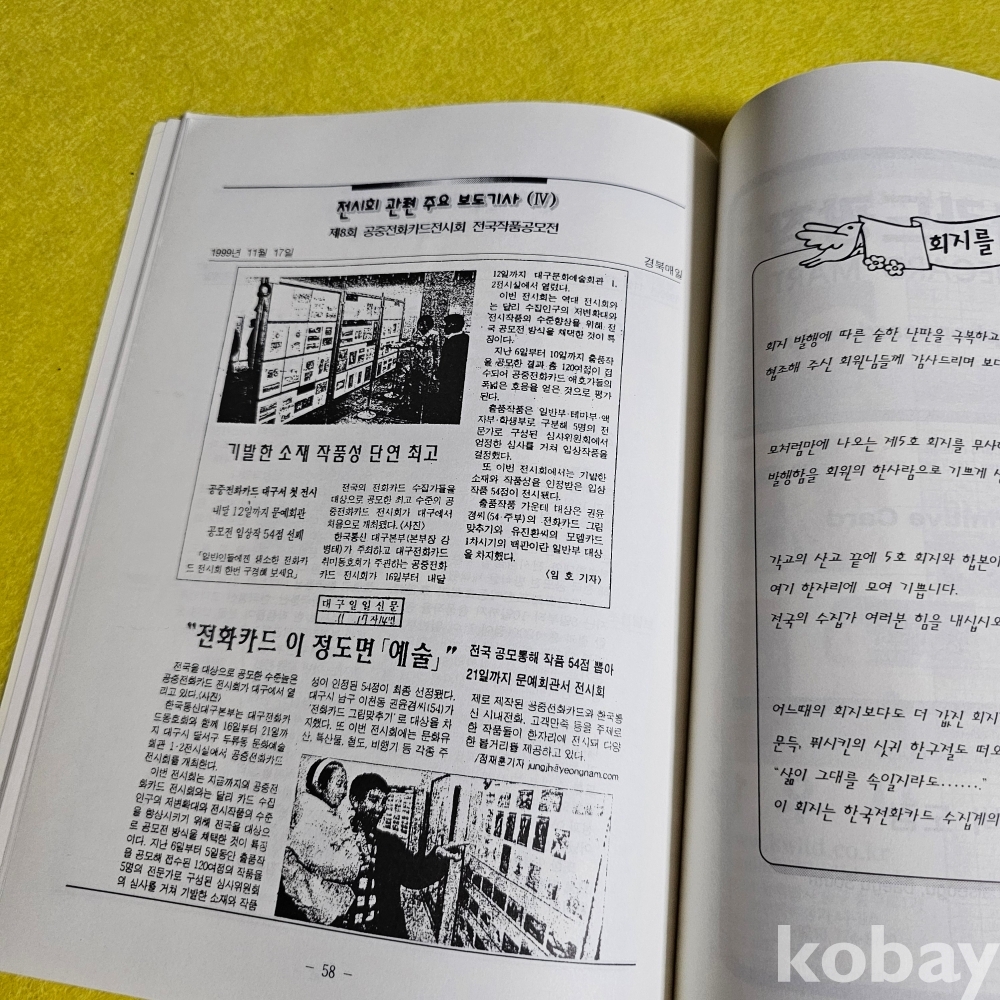 전시회 관련 주요 보도기사 (Ⅳ)
제8회 공중전화카드전시회 전국작품공모전
1999년 11월 17일
경북매일
기발한 소재 작품성 단연 최고
공중전화카드 대구서 첫 전시
내달 12일까지 문예회관
공모전 입상작 54점 선뵈
「일반인들에겐 생소한 전화카
드 전시회 한번 구경해 보세요」
전국의 전화카드 수집가들을
대상으로 공모한 최고 수준의 공
중전화카드 전시회가 대구에서
처음으로 개최됐다.〈사진〉
한국통신 대구본부(본부장 강
병태)가 주최하고 대구전화카드
취미동호회가 주관하는 공중전화
카드 전시회가 16일부터 내달
12일까지 대구문화예술회관 1,
2전시실에서 열렸다.
이번 전시회는 역대 전시회와
는 달리 수집인구의 저변확대와
전시작품의 수준향상을 위해 전
국 공모전 방식을 채택한 것이 특
징이다.
지난 6일부터 10일까지 출품작
을 공모한 결과 총 120여점이 접
수되어 공중전화카드 애호가들의
폭넓은 호응을 얻은 것으로 평가
된다.
출품작품은 일반부·테마부·액
자부·학생부로 구분해 5명의 전
문가로 구성된 심사위원회에서
엄정한 심사를 거쳐 입상작품을
결정했다.
또 이번 전시회에서는 기발한
소재와 작품상을 인정받은 입상
작품 54점이 전시됐다.
출품작품 가운데 대상은 권윤
경씨(54·주부)의 전화카드 그림
맞추기와 유진환씨의 모델카드
1차시기의 백판이란 일반부 대상
을 차지했다.
〈임 호 기자〉
대구일일신문
11. 17
"전화카드 이 정도면 「예술」"
전국 공모통해 작품 54점 뽑아
21일까지 문예회관서 전시회
전국을 대상으로 공모한 수준높은
공중전화카드 전시회가 대구에서 열
리고 있다.〈사진〉
한국통신대구본부는 대구전화카
드동호회와 함께 16일부터 21일까
지 대구시 달서구 두류동 문화예술
회관 1·2전시실에서 공중전화카드
전시회를 개최한다.
이번 전시회는 지금까지의 공중전
화카드 전시회와는 달리 카드 수집
인구의 저변확대와 전시작품의 수준
을 향상시키기 위해 전국을 대상으
로 공모전 방식을 채택한 것이 특징
이다. 지난 6일부터 5일동안 출품작
을 공모해 접수된 120여점의 작품을
5명의 전문가로 구성된 심사위원회
의 심사를 거쳐 기발한 소재와 작품
성이 인정된 54점이 최종 선정됐다.
대구시 남구 이천동 권윤경씨(54)가
'전화카드 그림맞추기'로 대상을 차
지했다. 또 이번 전시회에는 문화유
산, 특산물, 철도, 비행기 등 각종 주
제로 제작된 공중전화카드와 한국통
신 시내전화, 고객만족 등을 주제로
한 작품들이 한자리에 전시돼 다양
한 볼거리를 제공하고 있다.
/정재훈기자 jungjh@yeongnam.com
- 58 -
회지를
회지 발행에 따른 숱한 난만을 극복하고
협조해 주신 회원님들께 감사드리며 보다
모처럼만에 나오는 제5호 회지를 무사히
발행함을 회원의 한사람으로 기쁘게 생
각고의 산고 끝에 5호 회지와 합본이
여기 한자리에 모여 기쁩니다.
전국의 수집가 여러분 힘을 내십시오
어느때의 회지보다도 더 값진 회지
문득, 뿌시킨의 싯귀 한구절도 떠오
"삶이 그대를 속일지라도......"
이 회지는 한국전화카드 수집계의
kobay